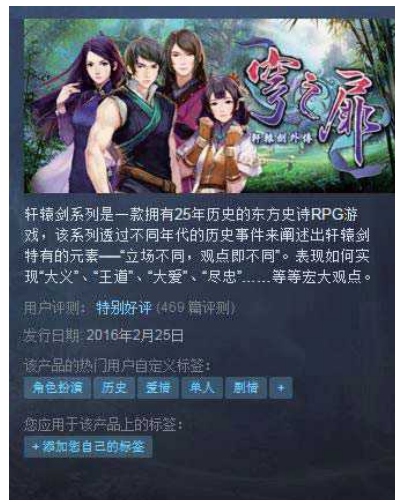 穹之扉
轩辕剑外传
轩辕剑系列是一款拥有25年历史的东方史诗RPG游
戏，该系列透过不同年代的历史事件来阐述出轩辕剑
特有的元素——“立场不同，观点即不同”。表现如何实
现“大义”、“王道”、“大爱”、“尽忠”……等等宏大观点。
用户评测： 特别好评 (469 篇评测)
发行日期: 2016年2月25日
该产品的热门用户自定义标签：
角色扮演 历史 爱情 单人 剧情 +
您应用于该产品上的标签：
+ 添加您自己的标签